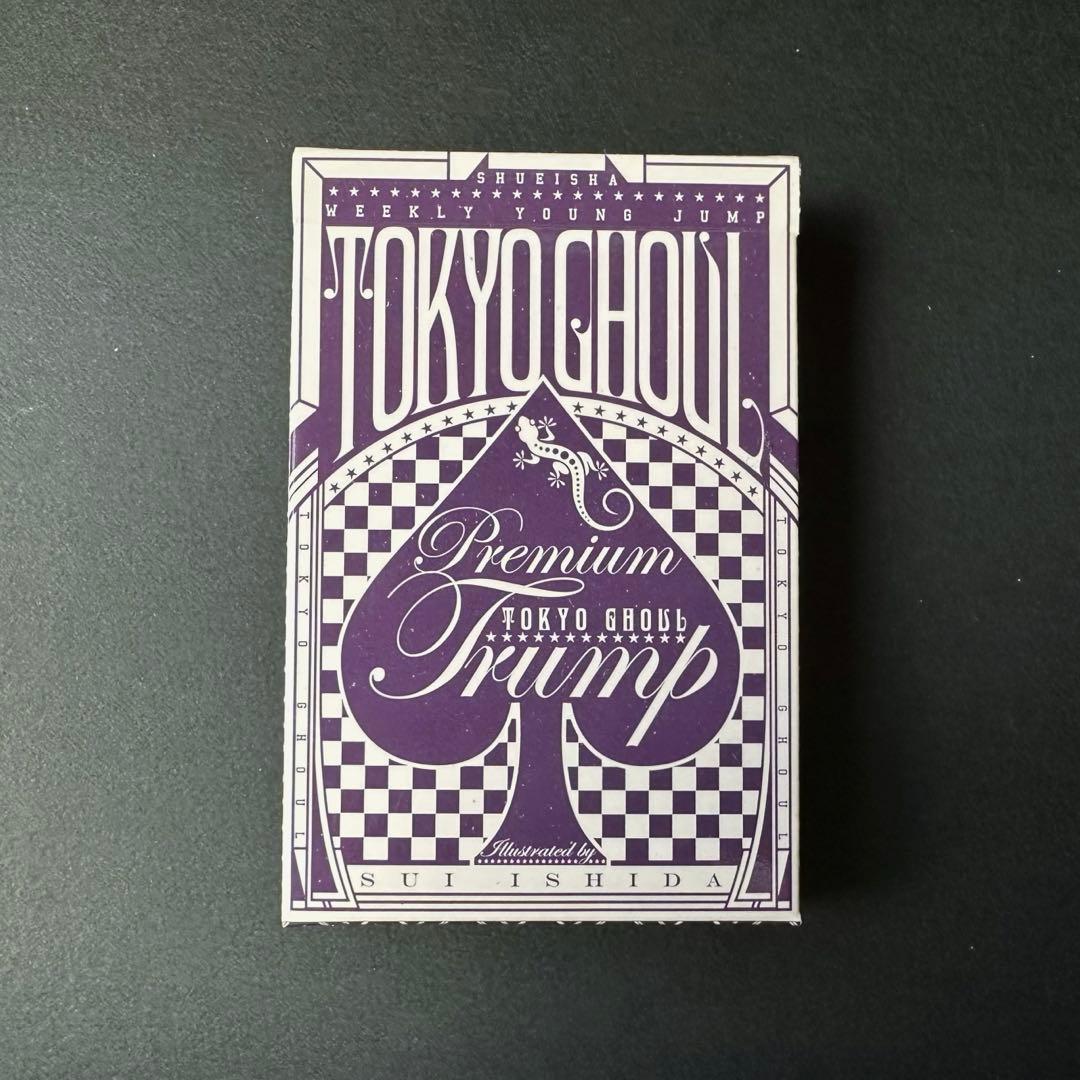 SHUEISHA
WEEKLY YOUNG JUMP
TOKYO GHOUL
Premium
TOKYO GHOUL
Trump
TOKYO GHOUL
TOKYO GHOUL
Illustrated by
SUI ISHIDA